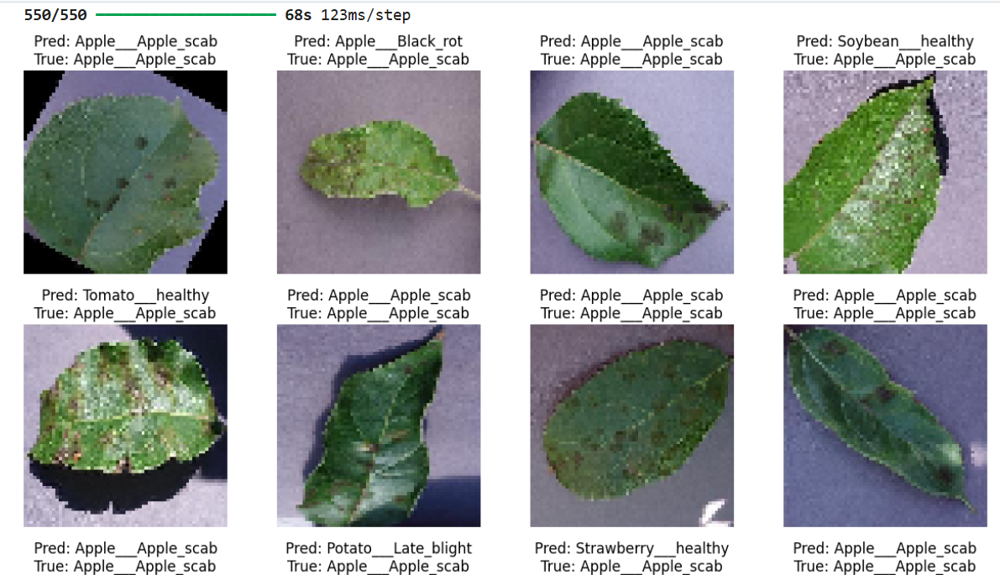 550/550 ━━━━━━━━━━━━━━━━━━━━ 68s 123ms/step
Pred: Apple___Apple_scab
True: Apple___Apple_scab
Pred: Apple___Black_rot
True: Apple___Apple_scab
Pred: Apple___Apple_scab
True: Apple___Apple_scab
Pred: Soybean___healthy
True: Apple___Apple_scab
Pred: Tomato___healthy
True: Apple___Apple_scab
Pred: Apple___Apple_scab
True: Apple___Apple_scab
Pred: Apple___Apple_scab
True: Apple___Apple_scab
Pred: Apple___Apple_scab
True: Apple___Apple_scab
Pred: Apple___Apple_scab
True: Apple___Apple_scab
Pred: Potato___Late_blight
True: Apple___Apple_scab
Pred: Strawberry___healthy
True: Apple___Apple_scab
Pred: Apple___Apple_scab
True: Apple___Apple_scab